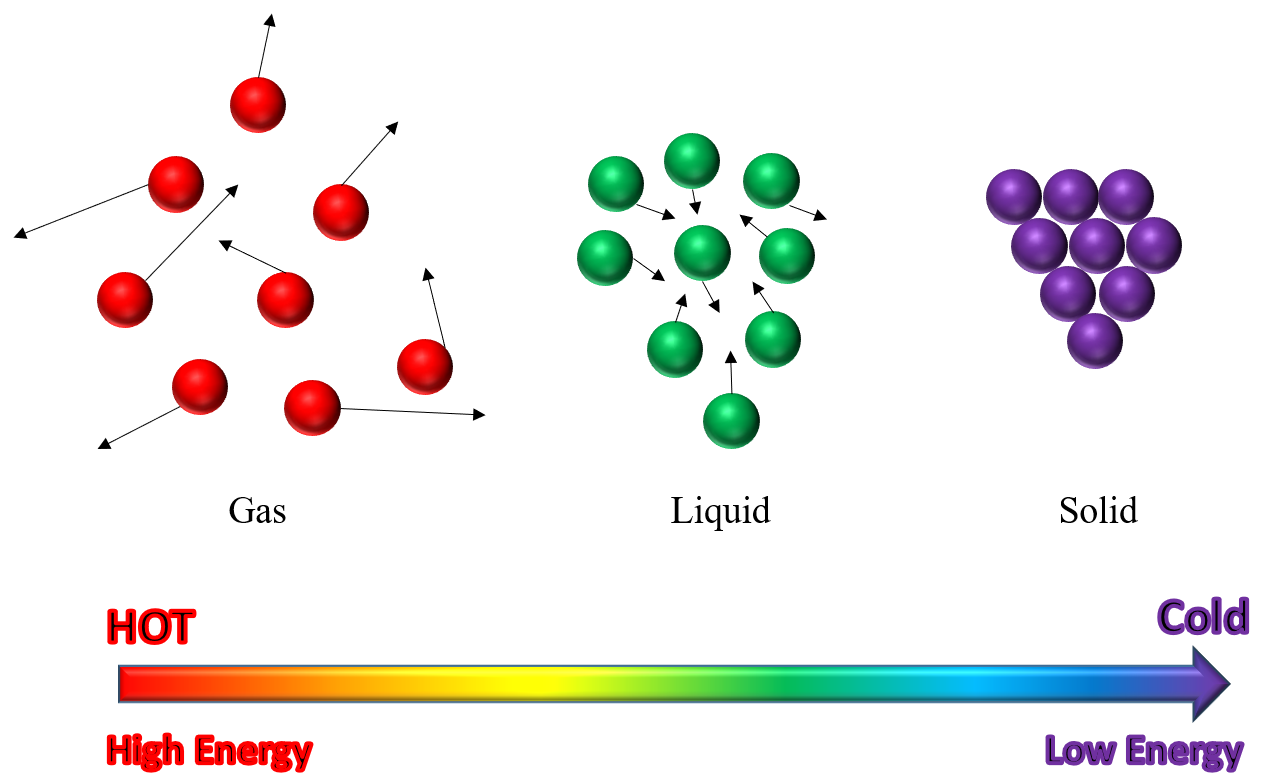 Gas
Liquid
Solid
HOT
Cold
High Energy
Low Energy